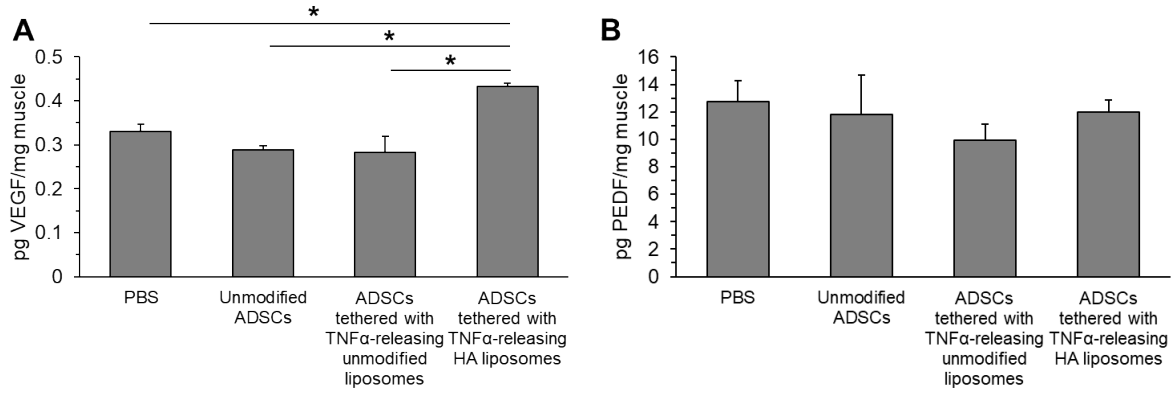 A
*
*
*
pg VEGF/mg muscle
0.5
0.4
0.3
0.2
0.1
0
PBS
Unmodified
ADSCs
ADSCs
tethered with
TNFα-releasing
unmodified
liposomes
ADSCs
tethered with
TNFα-releasing
HA liposomes
B
pg PEDF/mg muscle
16
14
12
10
8
6
4
2
0
PBS
Unmodified
ADSCs
ADSCs
tethered with
TNFα-releasing
unmodified
liposomes
ADSCs
tethered with
TNFα-releasing
HA liposomes